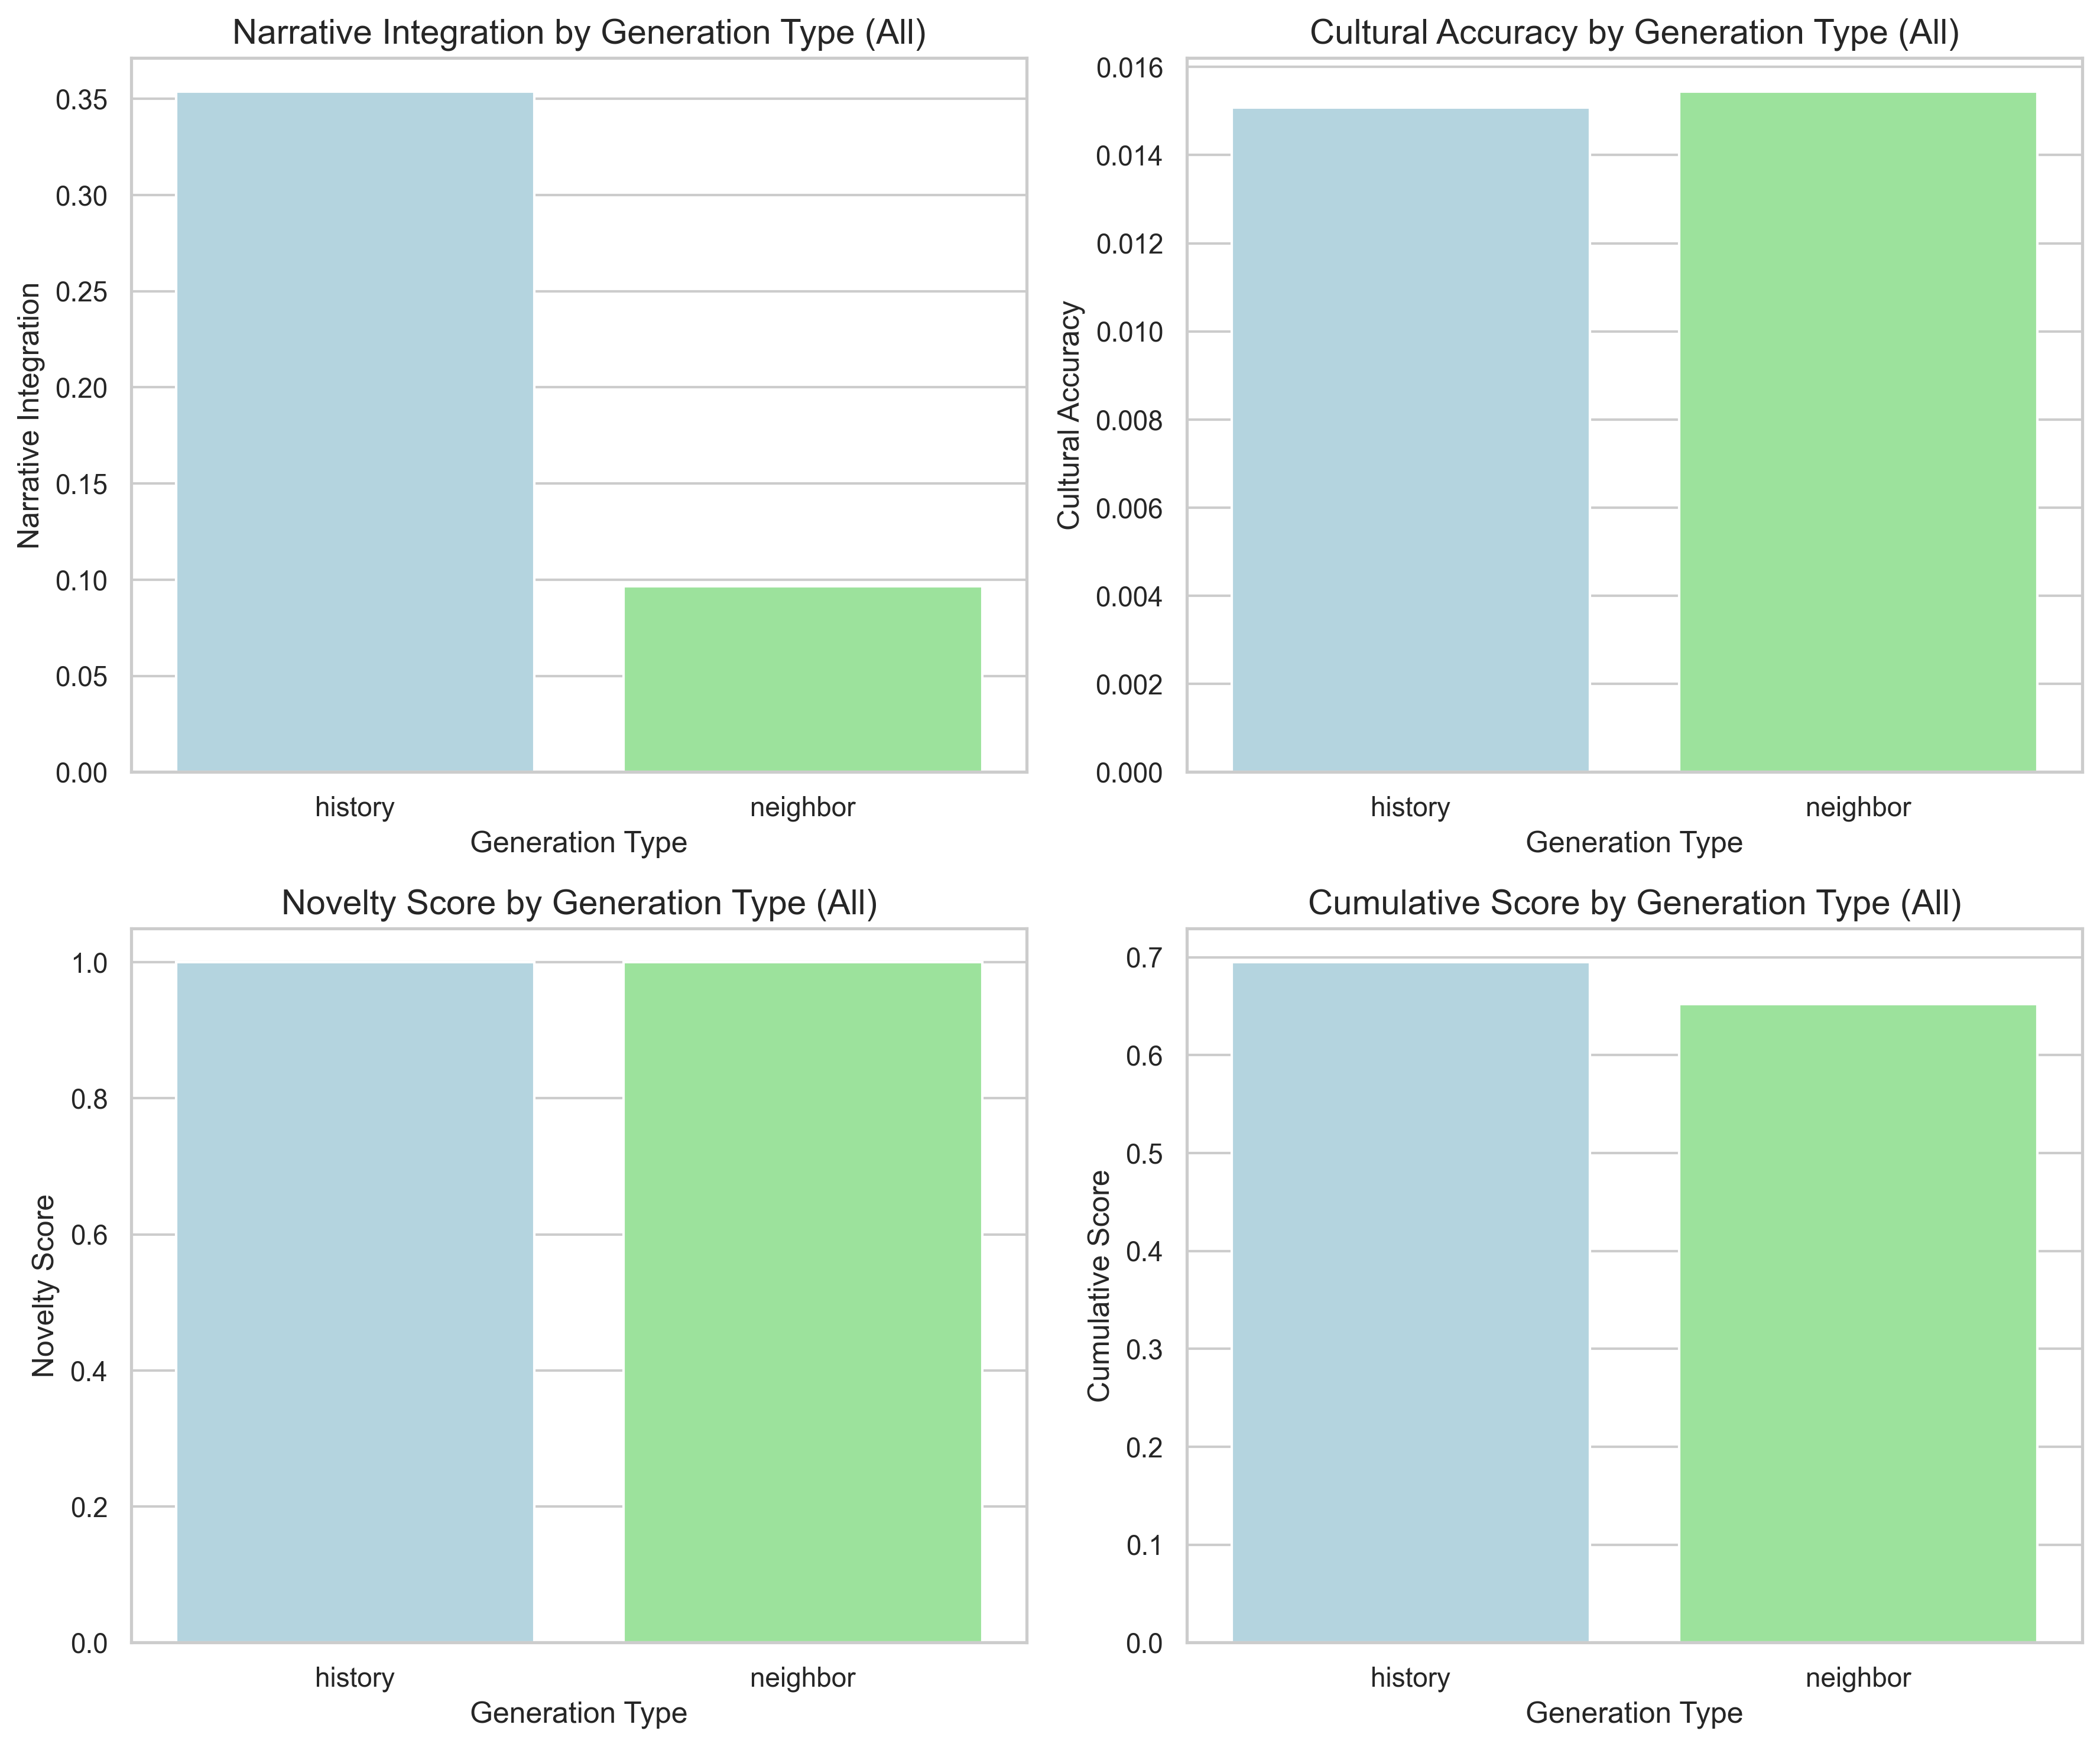 Narrative Integration by Generation Type (All)
Narrative Integration
0.35
0.30
0.25
0.20
0.15
0.10
0.05
0.00
history
neighbor
Generation Type
Cultural Accuracy by Generation Type (All)
Cultural Accuracy
0.016
0.014
0.012
0.010
0.008
0.006
0.004
0.002
0.000
history
neighbor
Generation Type
Novelty Score by Generation Type (All)
Novelty Score
1.0
0.8
0.6
0.4
0.2
0.0
history
neighbor
Generation Type
Cumulative Score by Generation Type (All)
Cumulative Score
0.7
0.6
0.5
0.4
0.3
0.2
0.1
0.0
history
neighbor
Generation Type